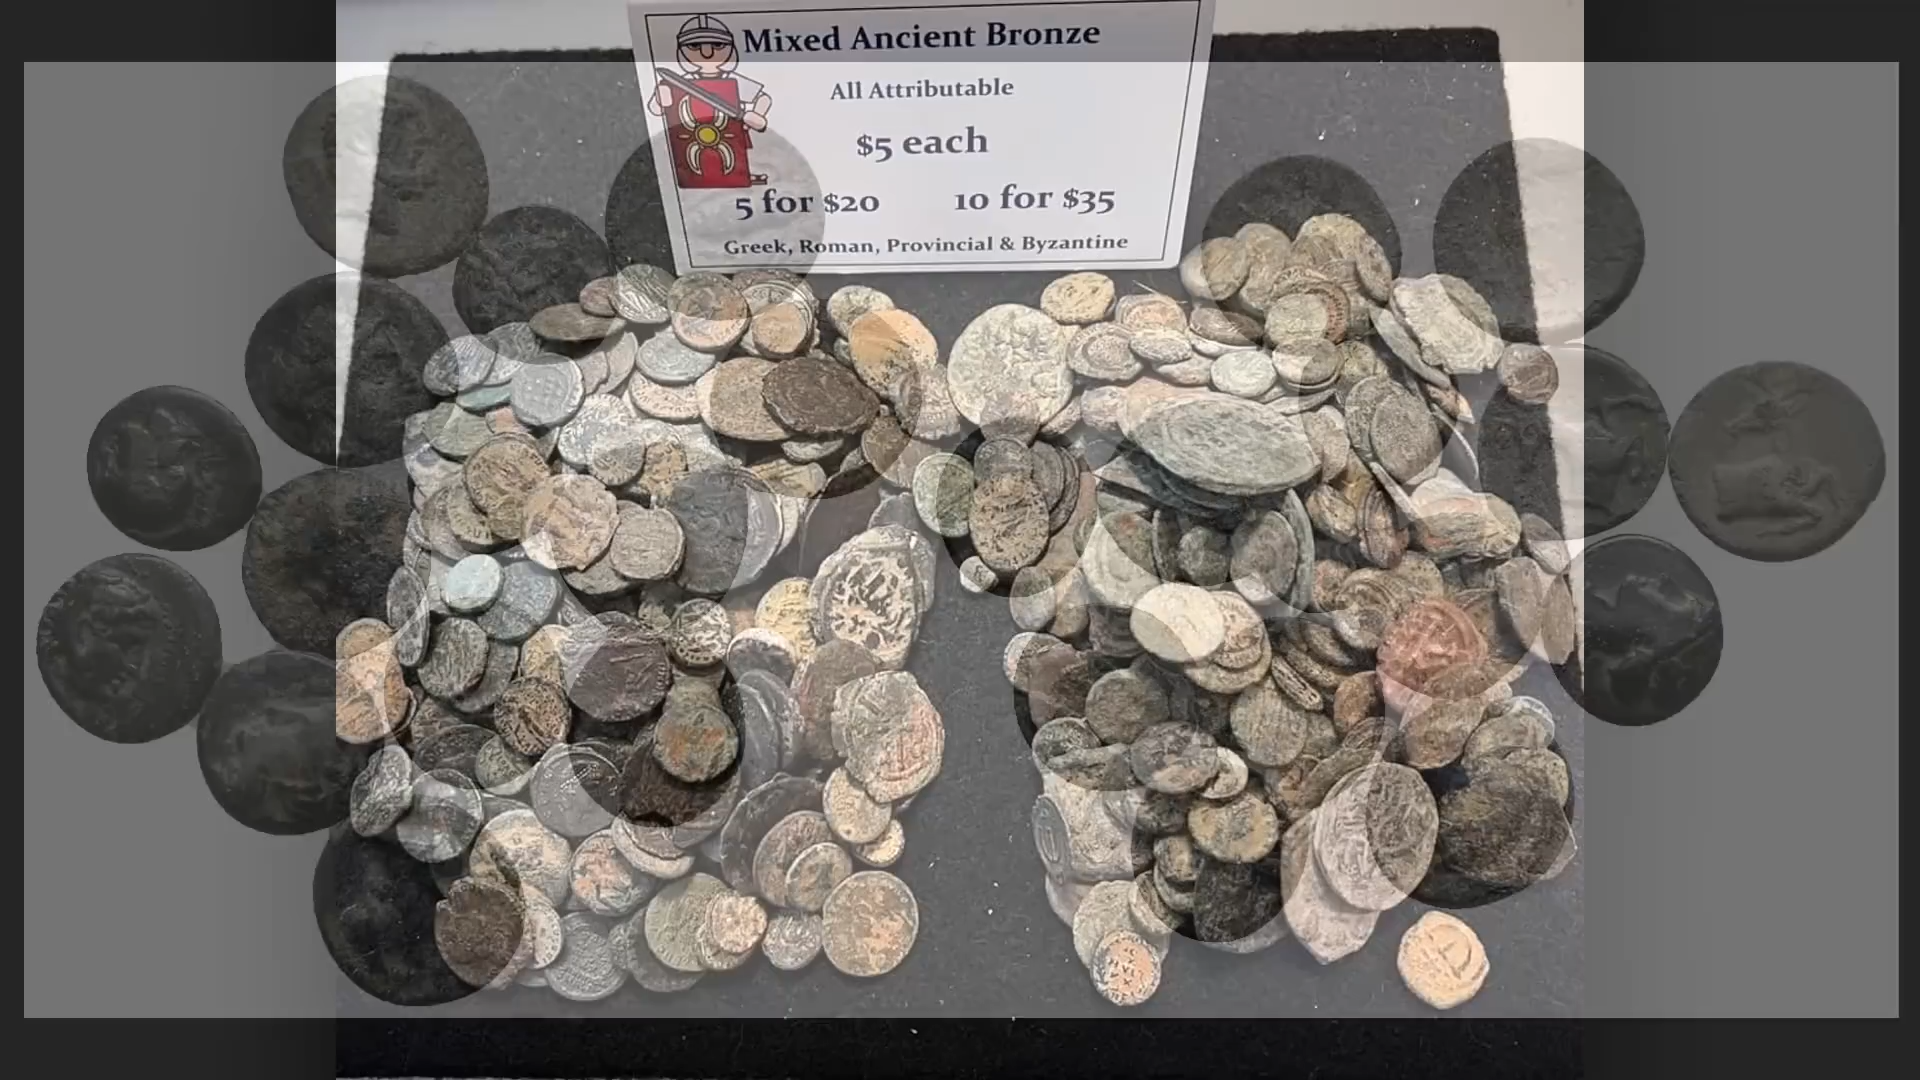 Mixed Ancient Bronze
All Attributable
$5 each
5 for $20 10 for $35
Greek, Roman, Provincial & Byzantine